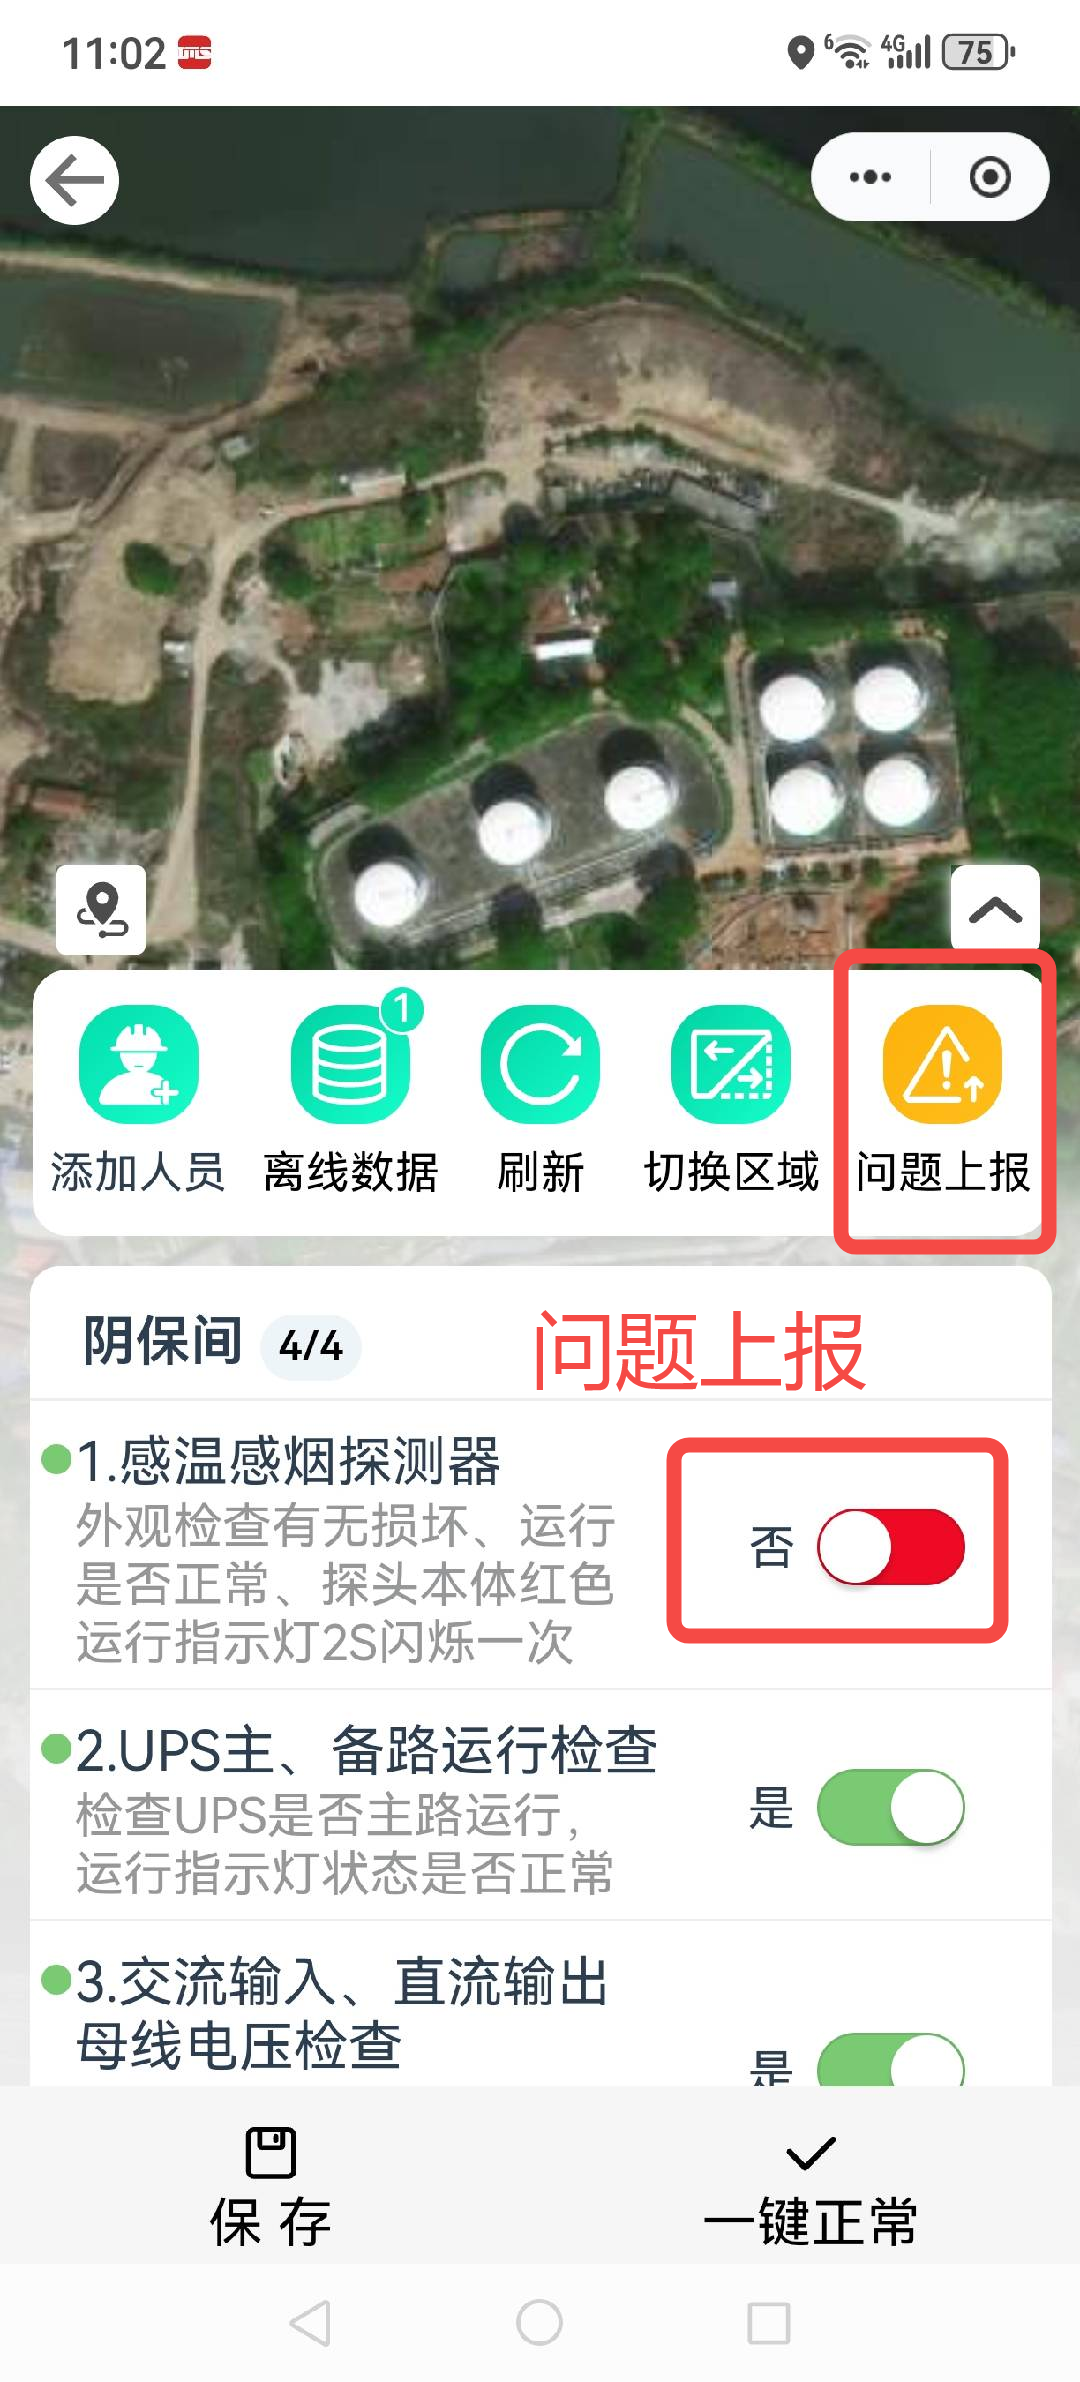 11:02
6
4G
75
1
添加人员
离线数据
刷新
切换区域
问题上报
阴保间 4/4
问题上报
1.感温感烟探测器
外观检查有无损坏、运行
是否正常、探头本体红色
运行指示灯2S闪烁一次
否
2.UPS主、备路运行检查
检查UPS是否主路运行，
运行指示灯状态是否正常
是
3.交流输入、直流输出
母线电压检查
是
保 存
一键正常